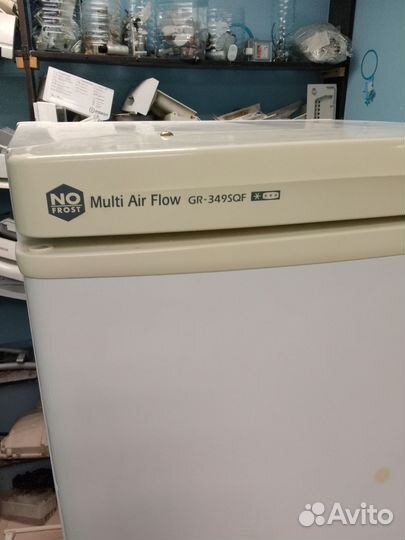 NO FROST
Multi Air Flow GR-349SQF
Avito